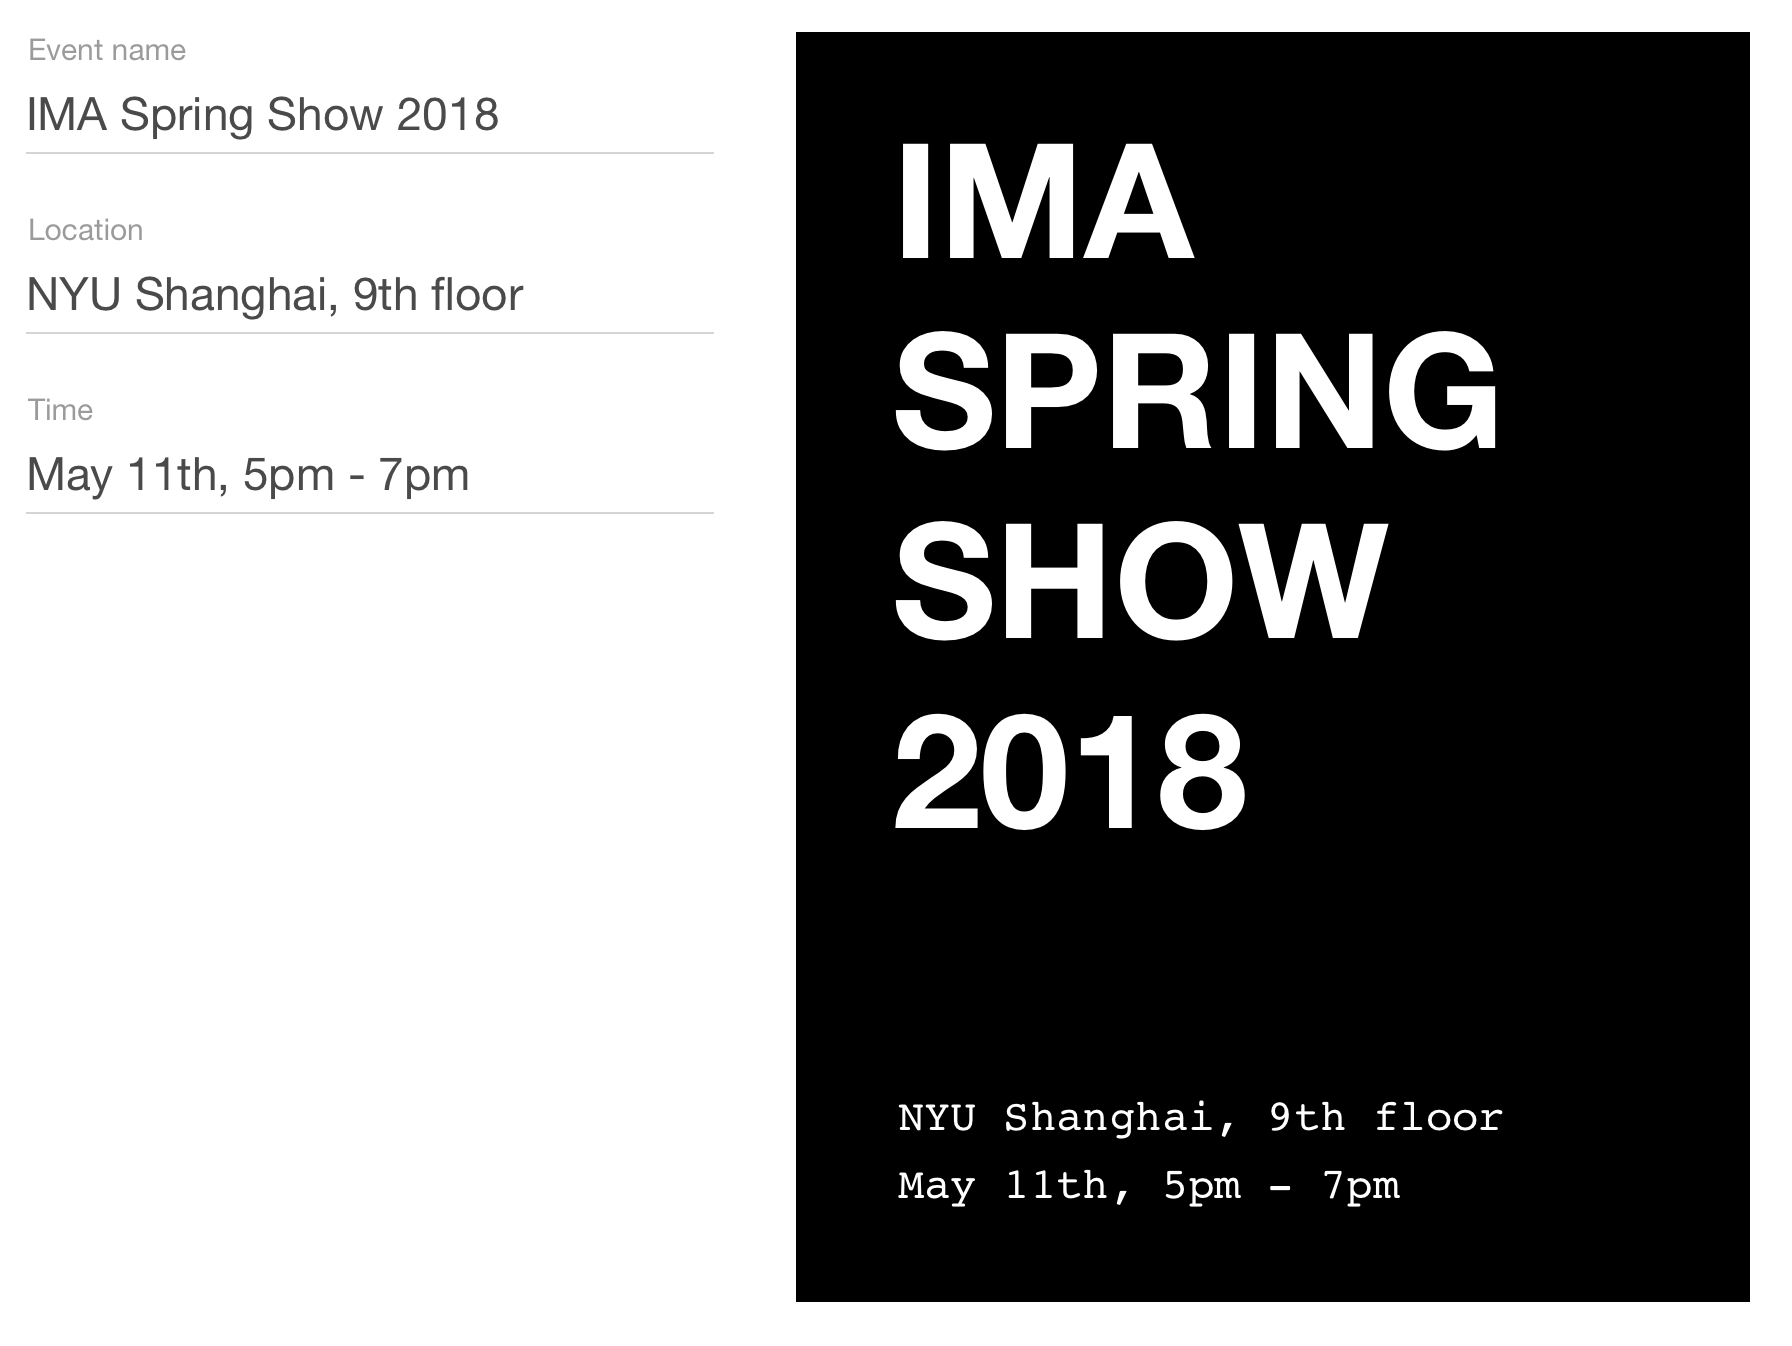 Event name
IMA Spring Show 2018
Location
NYU Shanghai, 9th floor
Time
May 11th, 5pm - 7pm
IMA
SPRING
SHOW
2018
NYU Shanghai, 9th floor
May 11th, 5pm - 7pm